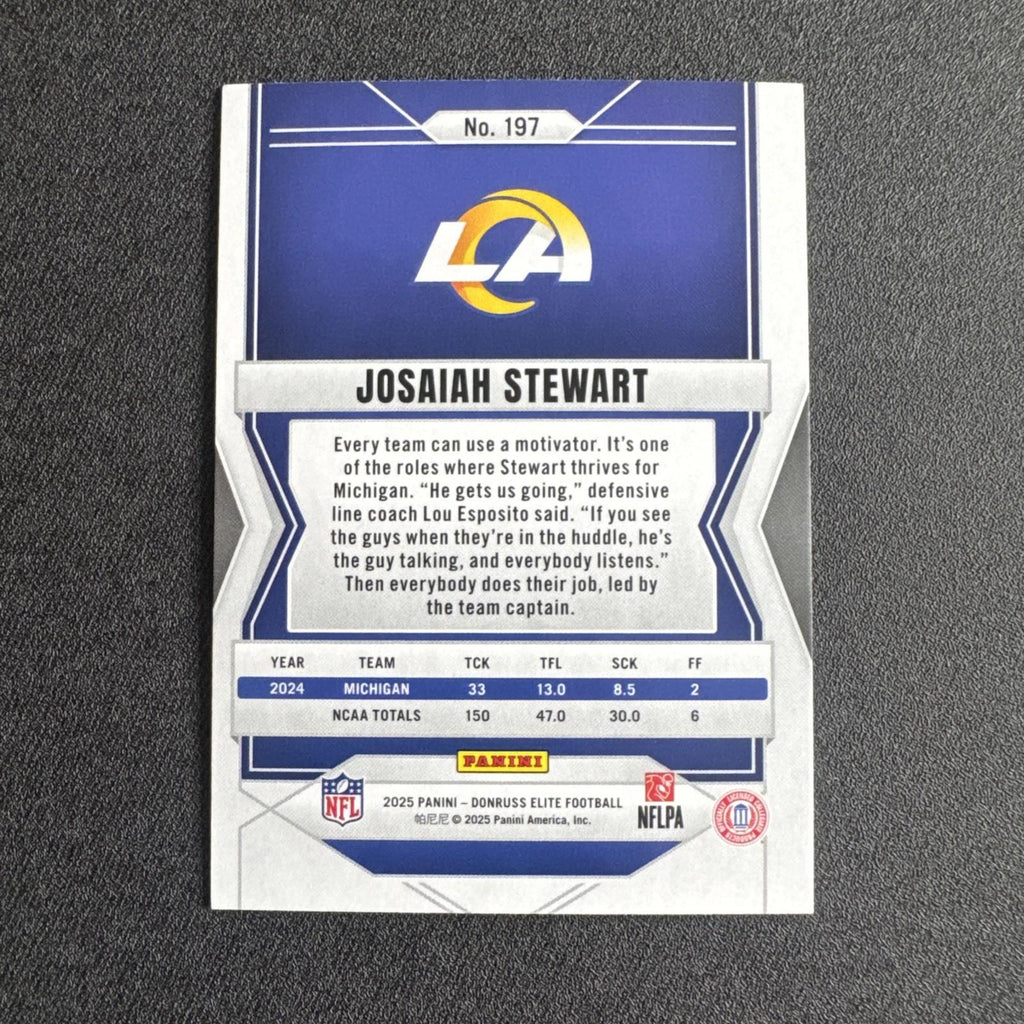 No. 197
LA
JOSAIAH STEWART
Every team can use a motivator. It's one
of the roles where Stewart thrives for
Michigan. “He gets us going,” defensive
line coach Lou Esposito said. “If you see
the guys when they're in the huddle, he's
the guy talking, and everybody listens.”
Then everybody does their job, led by
the team captain.
YEAR TEAM TCK TFL SCK FF
2024 MICHIGAN 33 13.0 8.5 2
NCAA TOTALS 150 47.0 30.0 6
PANINI
NFL
2025 PANINI – DONRUSS ELITE FOOTBALL
帕尼尼 © 2025 Panini America, Inc.
NFLPA
OFFICIALLY LICENSED COLLEGIATE PRODUCTS